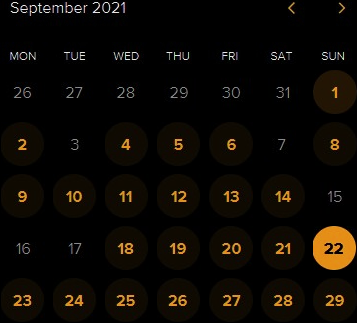 September 2021
MON TUE WED THU FRI SAT SUN
26 27 28 29 30 31 1
2 3 4 5 6 7 8
9 10 11 12 13 14 15
16 17 18 19 20 21 22
23 24 25 26 27 28 29